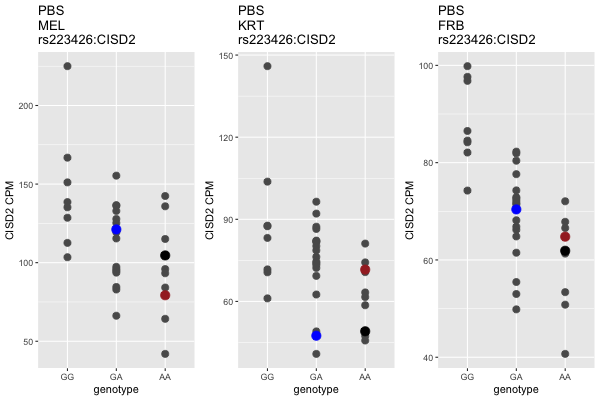 PBS
MEL
rs223426:CISD2
CISD2 CPM
200
150
100
50
GG
GA
AA
genotype
PBS
KRT
rs223426:CISD2
CISD2 CPM
150
120
90
60
GG
GA
AA
genotype
PBS
FRB
rs223426:CISD2
CISD2 CPM
100
80
60
40
GG
GA
AA
genotype